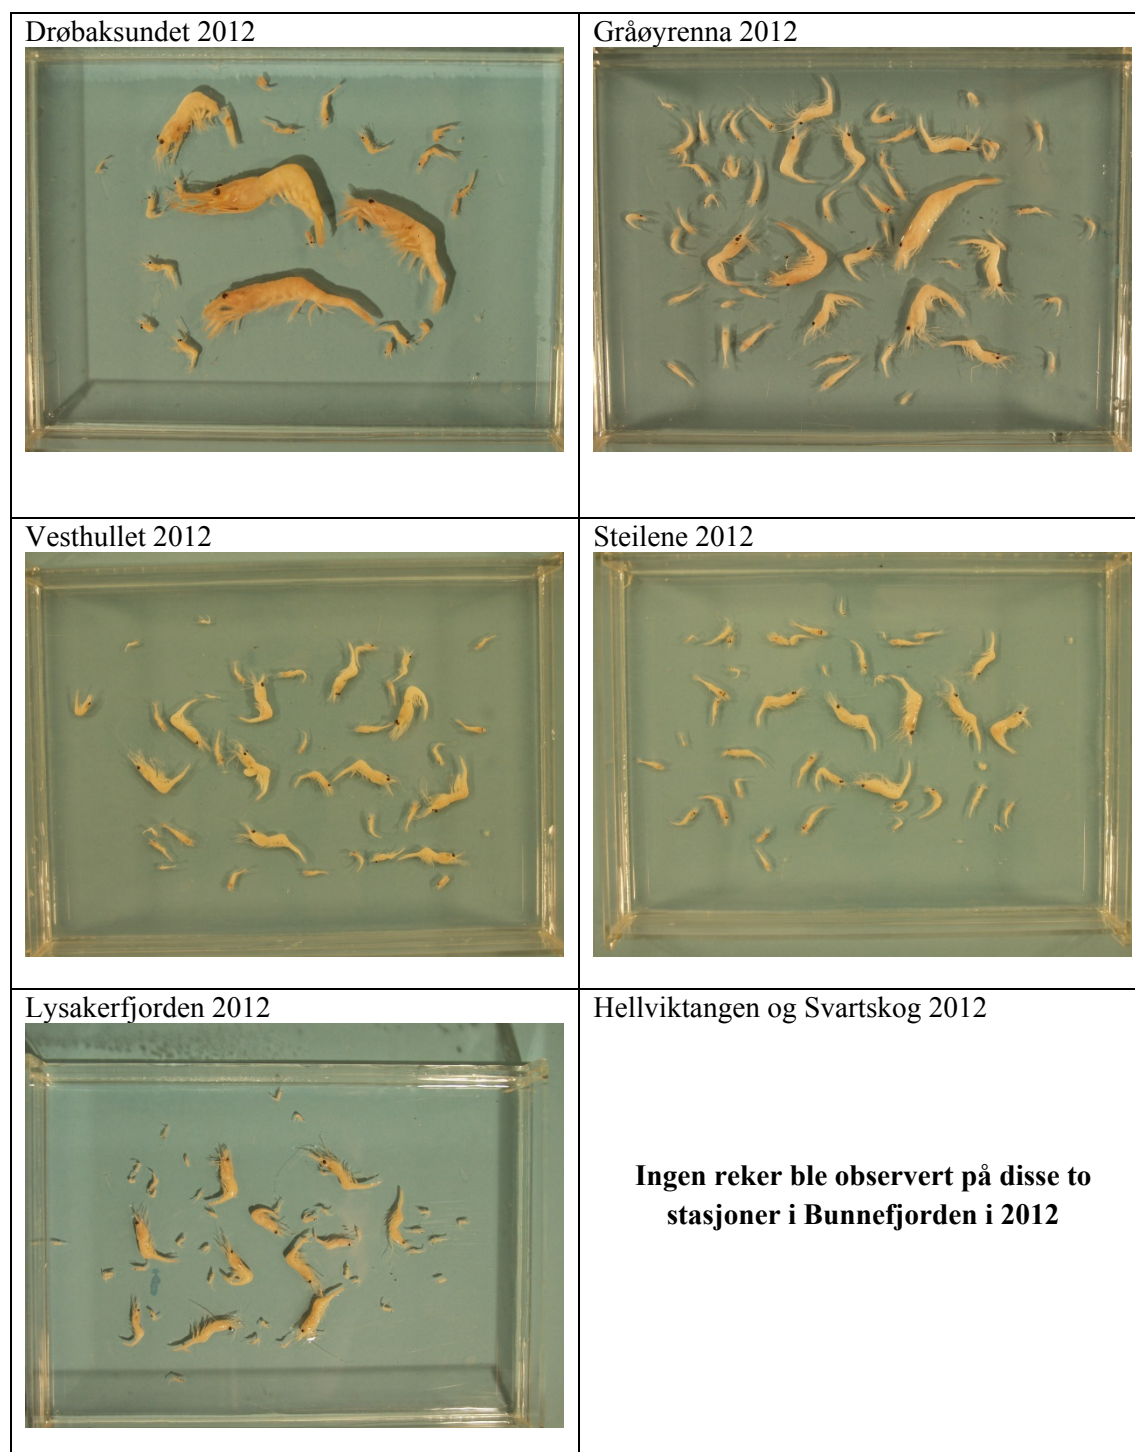 Drøbaksundet 2012
Gråøyrenna 2012
Vesthullet 2012
Steilene 2012
Lysakerfjorden 2012
Hellviktangen og Svartskog 2012
Ingen reker ble observert på disse to
stasjoner i Bunnefjorden i 2012